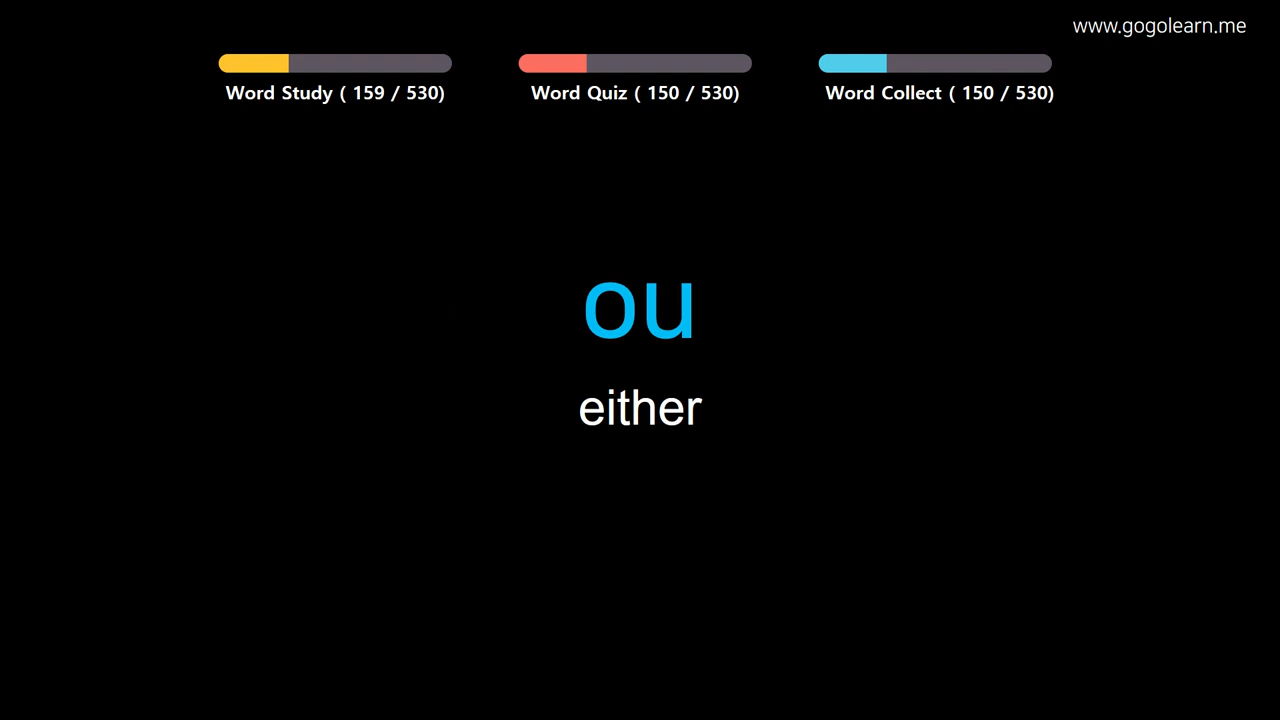 www.gogolearn.me
Word Study ( 159 / 530)
Word Quiz ( 150 / 530)
Word Collect ( 150 / 530)
ou
either